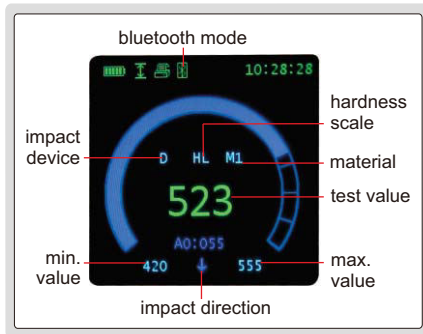 bluetooth mode
10:28:28
hardness
scale
impact
device
D HL M1
material
523
test value
A0:055
min.
value
420
555
max.
value
impact direction